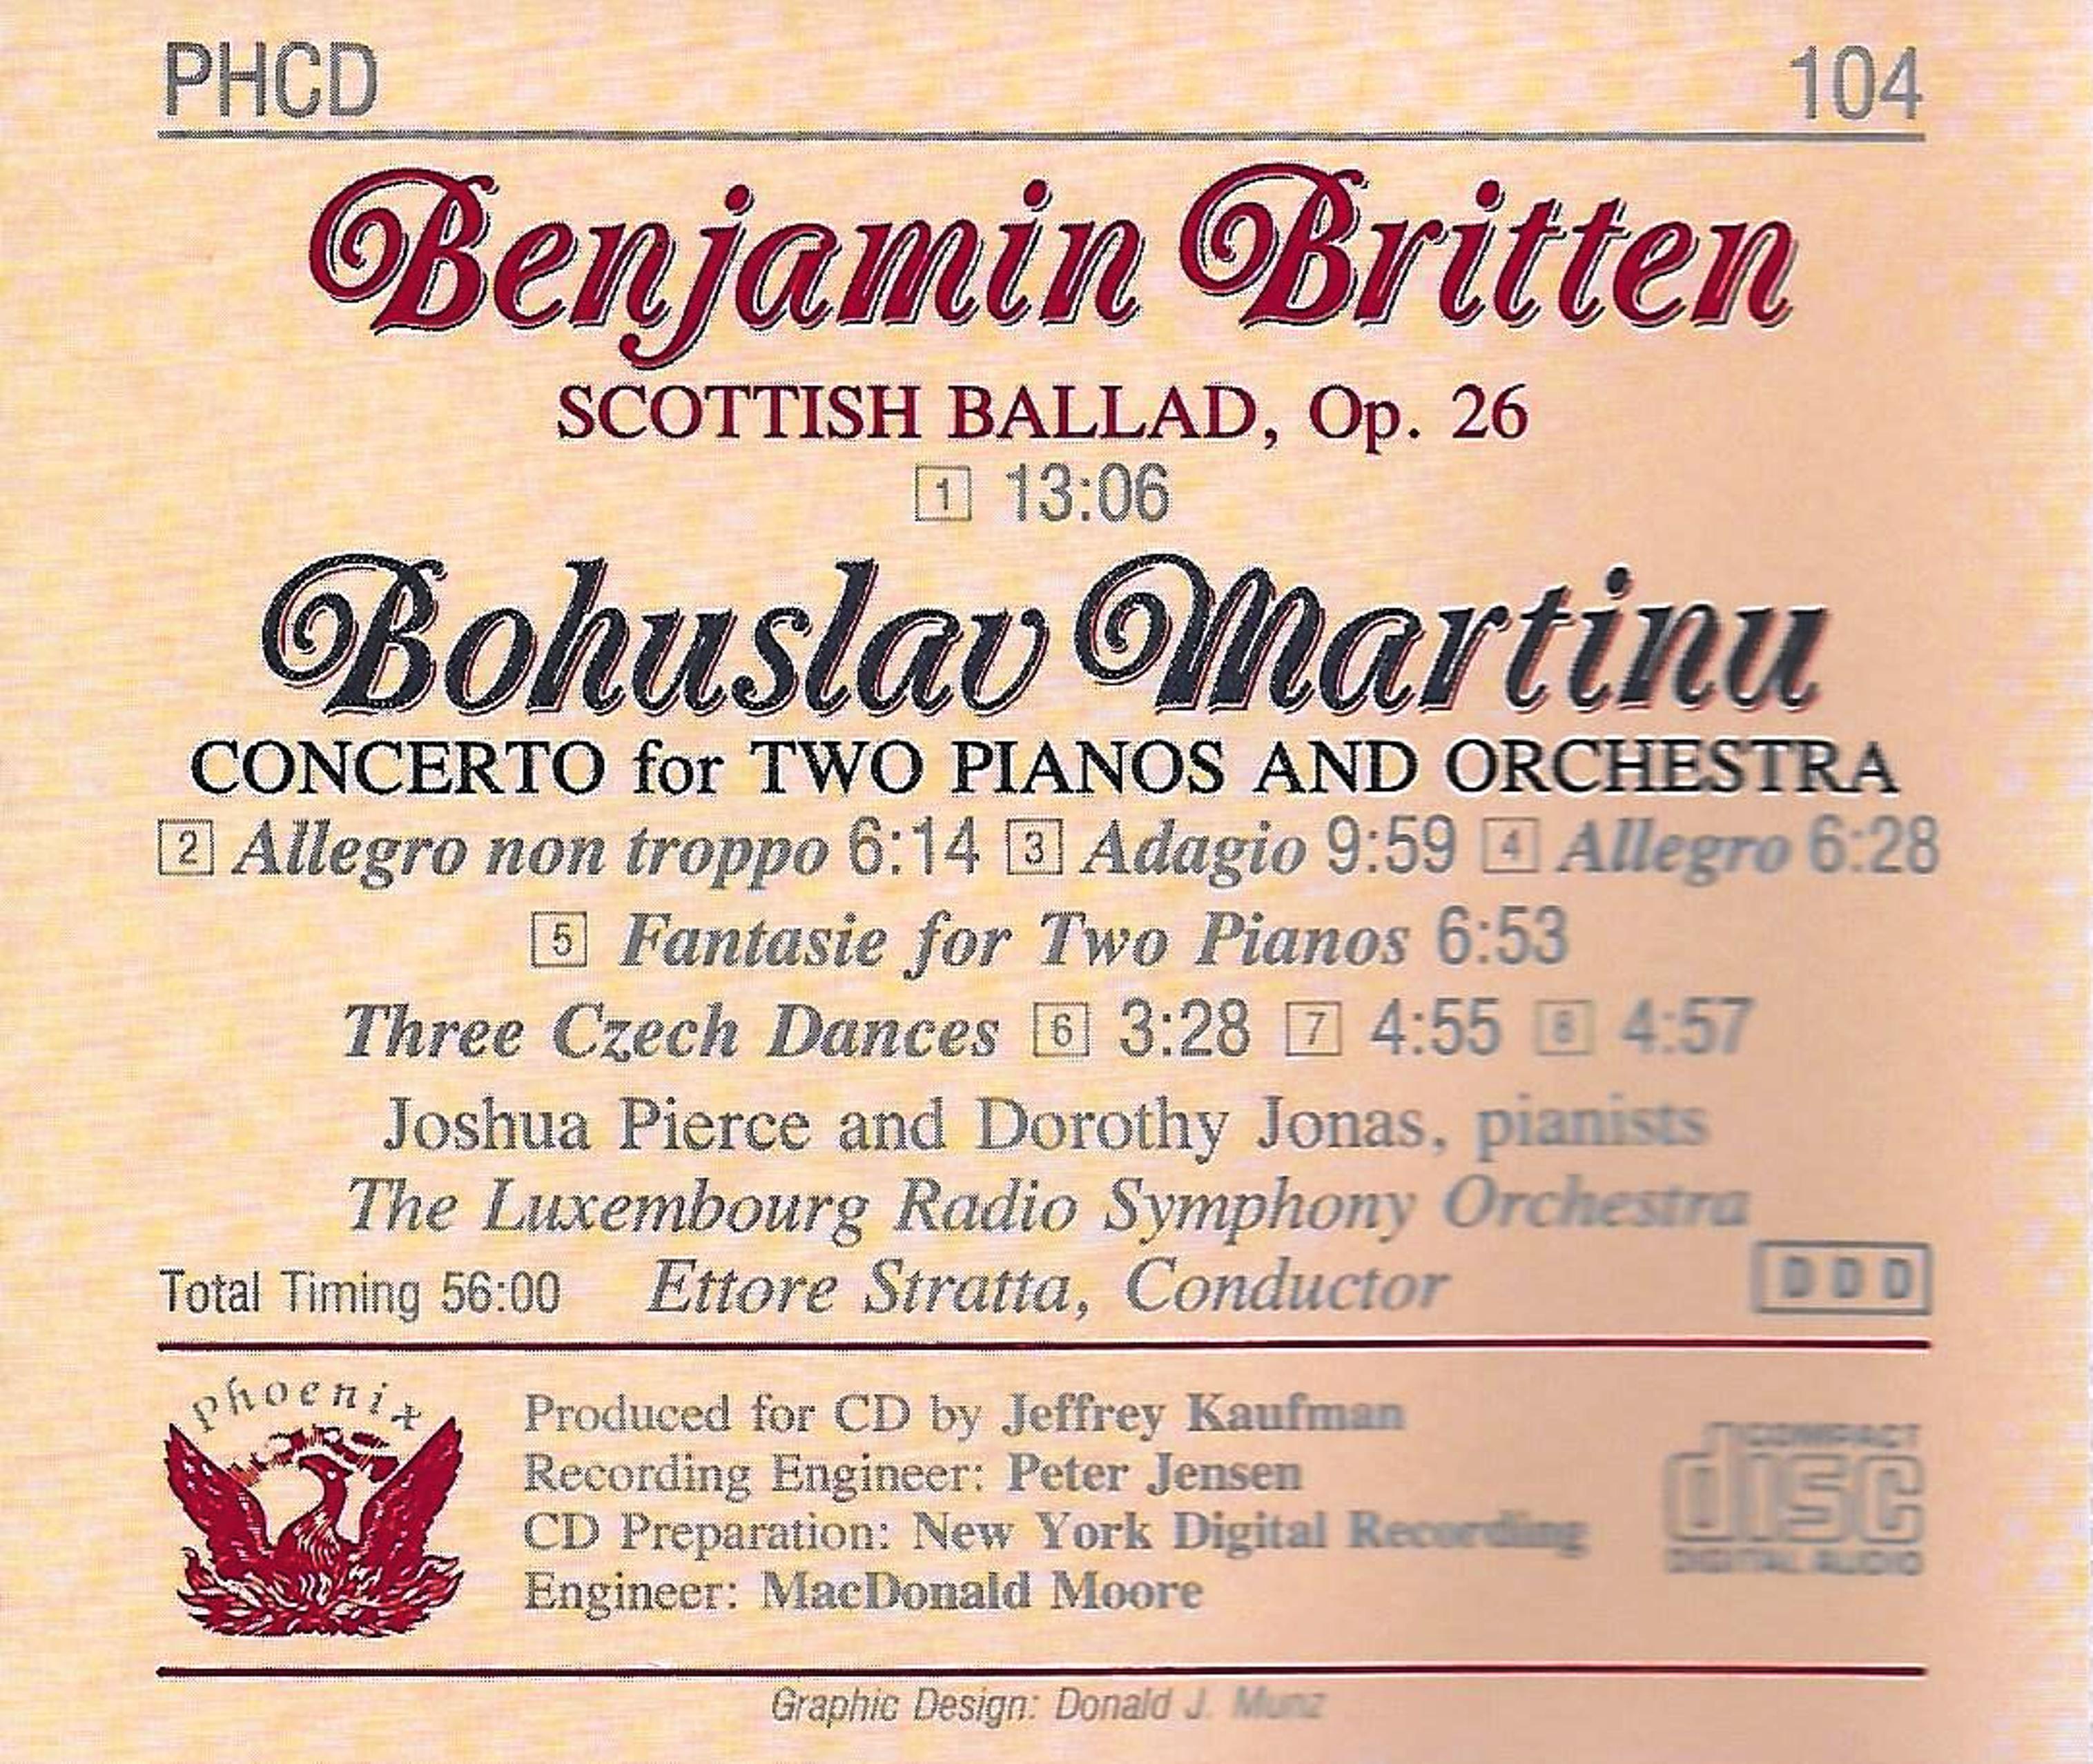 PHCD 104
Benjamin Britten
SCOTTISH BALLAD, Op. 26
1 13:06
Bohuslav Martinu
CONCERTO for TWO PIANOS AND ORCHESTRA
2 Allegro non troppo 6:14 3 Adagio 9:59 4 Allegro 6:28
5 Fantasie for Two Pianos 6:53
Three Czech Dances 6 3:28 7 4:55 8 4:57
Joshua Pierce and Dorothy Jonas, pianists
The Luxembourg Radio Symphony Orchestra
Total Timing 56:00 Ettore Stratta, Conductor DDD
Phoenix
Produced for CD by Jeffrey Kaufman
Recording Engineer: Peter Jensen
CD Preparation: New York Digital Recording
Engineer: MacDonald Moore
COMPACT
disc
DIGITAL AUDIO
Graphic Design: Donald J. Munz